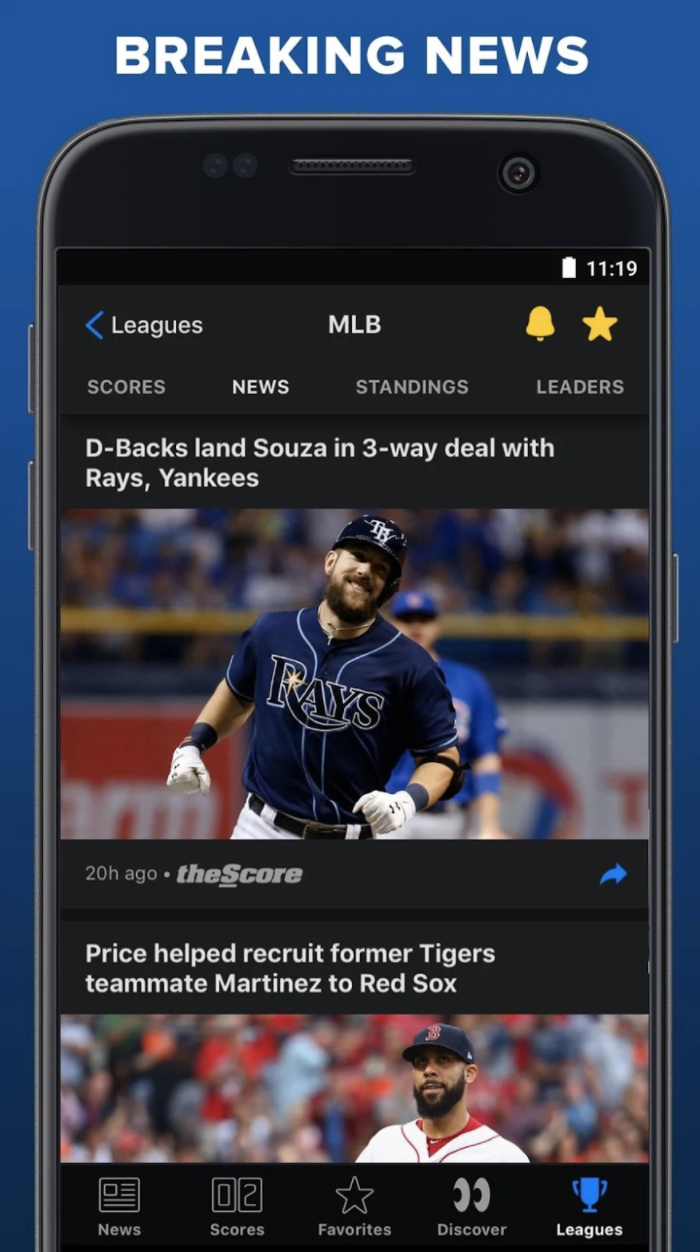 BREAKING NEWS
11:19
Leagues
MLB
SCORES
NEWS
STANDINGS
LEADERS
D-Backs land Souza in 3-way deal with
Rays, Yankees
TB
RAYS
20h ago • theScore
Price helped recruit former Tigers
teammate Martinez to Red Sox
B
02
News
Scores
Favorites
Discover
Leagues